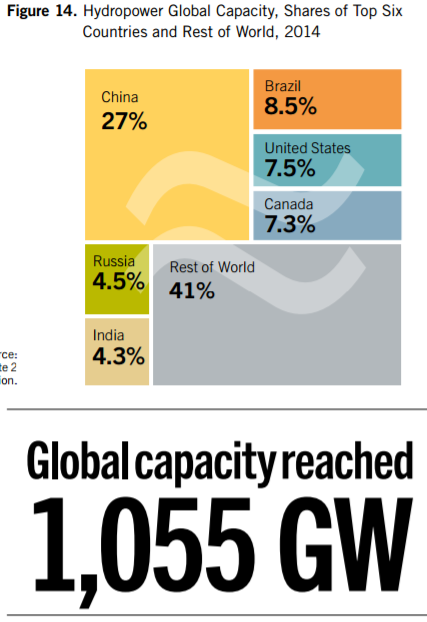 Figure 14. Hydropower Global Capacity, Shares of Top Six
Countries and Rest of World, 2014
China
27%
Brazil
8.5%
United States
7.5%
Canada
7.3%
Russia
4.5%
Rest of World
41%
India
4.3%
Global capacity reached
1,055 GW